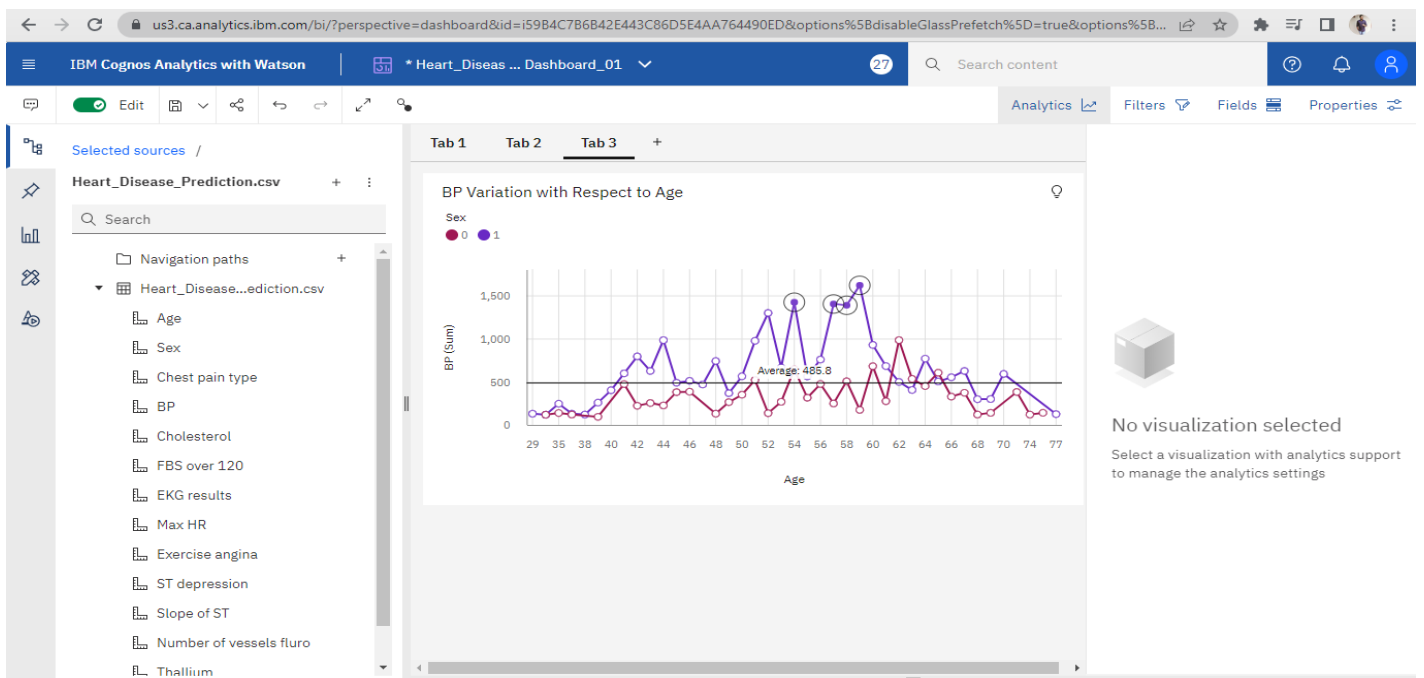 us3.ca.analytics.ibm.com/bi/?perspective=dashboard&id=i59B4C7B6B42E443C86D5E4AA764490ED&options%5BdisableGlassPrefetch%5D=true&options%5B...
IBM Cognos Analytics with Watson
* Heart_Diseas ... Dashboard_01
27
Search content
Edit
Analytics
Filters
Fields
Properties
Selected sources /
Heart_Disease_Prediction.csv
Search
Navigation paths
Heart_Disease...ediction.csv
Age
Sex
Chest pain type
BP
Cholesterol
FBS over 120
EKG results
Max HR
Exercise angina
ST depression
Slope of ST
Number of vessels fluro
Thallium
Tab 1 Tab 2 Tab 3 +
BP Variation with Respect to Age
Sex
0 1
BP (Sum)
1,500
1,000
500
0
Average: 485.8
29 35 38 40 42 44 46 48 50 52 54 56 58 60 62 64 66 68 70 74 77
Age
No visualization selected
Select a visualization with analytics support
to manage the analytics settings